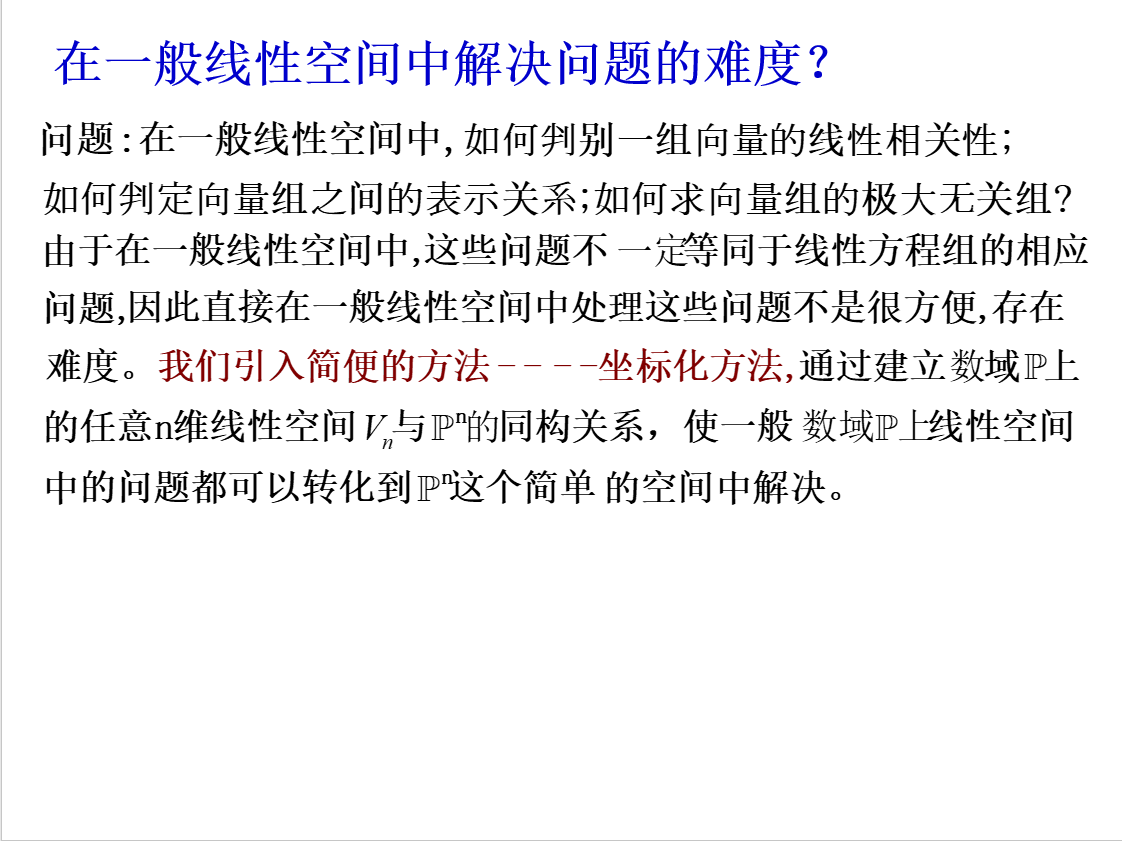 在一般线性空间中解决问题的难度？
问题:在一般线性空间中,如何判别一组向量的线性相关性;
如何判定向量组之间的表示关系;如何求向量组的极大无关组?
由于在一般线性空间中,这些问题不 一定等同于线性方程组的相应
问题,因此直接在一般线性空间中处理这些问题不是很方便,存在
难度。我们引入简便的方法----坐标化方法,通过建立数域ℙ上
的任意n维线性空间Vₙ与ℙⁿ的同构关系，使一般 数域ℙ上线性空间
中的问题都可以转化到ℙⁿ这个简单 的空间中解决。